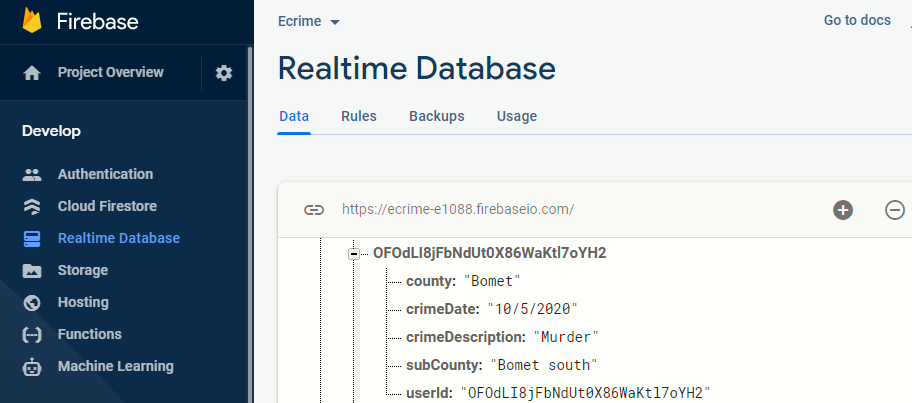 Firebase
Project Overview
Develop
Authentication
Cloud Firestore
Realtime Database
Storage
Hosting
Functions
Machine Learning
Ecrime
Go to docs
Realtime Database
Data Rules Backups Usage
https://ecrime-e1088.firebaseio.com/
OFOdLI8jFbNdUt0X86WaKtl7oYH2
county: "Bomet"
crimeDate: "10/5/2020"
crimeDescription: "Murder"
subCounty: "Bomet south"
userId: "OFOdLI8jFbNdUt0X86WaKtl7oYH2"